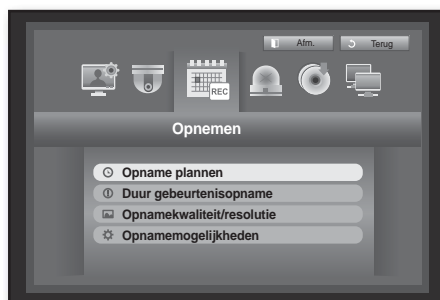 Afm. Terug
REC
Opnemen
Opname plannen
Duur gebeurtenisopname
Opnamekwaliteit/resolutie
Opnamemogelijkheden